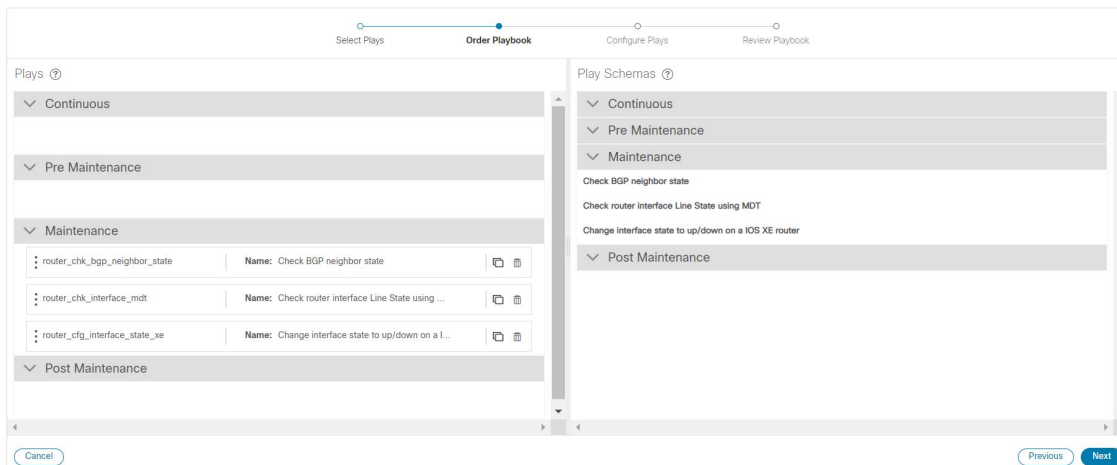 Select Plays
Order Playbook
Configure Plays
Review Playbook
Plays ?
Continuous
Pre Maintenance
Maintenance
router_chk_bgp_neighbor_state Name: Check BGP neighbor state
router_chk_interface_mdt Name: Check router interface Line State using ...
router_cfg_interface_state_xe Name: Change interface state to up/down on a I...
Post Maintenance
Play Schemas ?
Continuous
Pre Maintenance
Maintenance
Check BGP neighbor state
Check router interface Line State using MDT
Change interface state to up/down on a IOS XE router
Post Maintenance
Cancel
Previous
Next